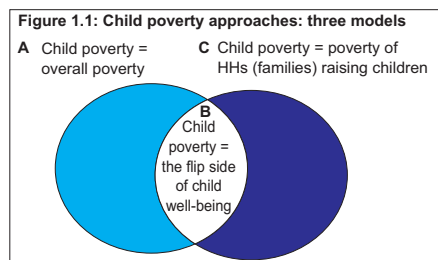 Figure 1.1: Child poverty approaches: three models
A Child poverty =
overall poverty
C Child poverty = poverty of
HHs (families) raising children
B
Child
poverty =
the flip side
of child
well-being